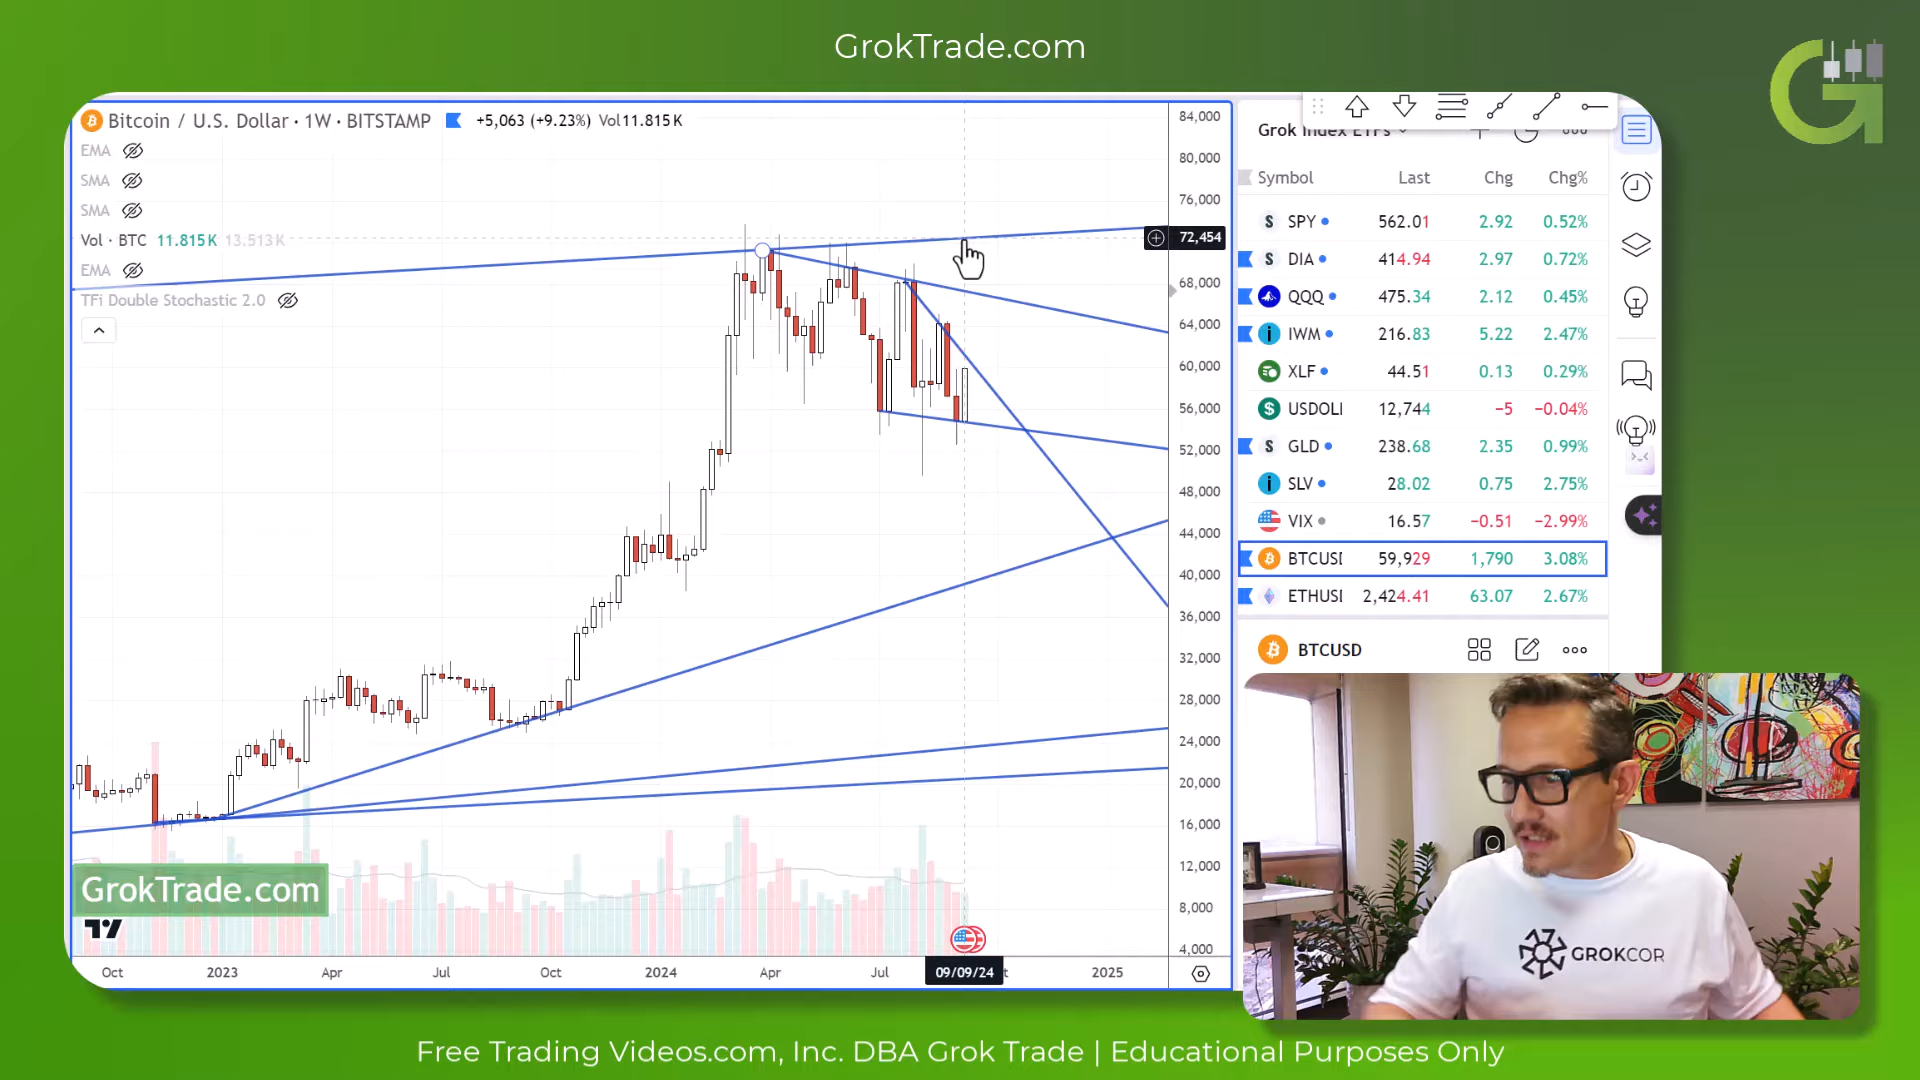 GrokTrade.com
Bitcoin / U.S. Dollar · 1W · BITSTAMP +5,063 (+9.23%) Vol11.815K
EMA
SMA
SMA
Vol · BTC 11.815K 13.513K
EMA
TFi Double Stochastic 2.0
84,000
80,000
76,000
72,454
68,000
64,000
60,000
56,000
52,000
48,000
44,000
40,000
36,000
32,000
28,000
24,000
20,000
16,000
12,000
8,000
4,000
Oct 2023 Apr Jul Oct 2024 Apr Jul 09/09/24 2025
GrokTrade.com
Grok Index ETFs
Symbol Last Chg Chg%
SPY 562.01 2.92 0.52%
DIA 414.94 2.97 0.72%
QQQ 475.34 2.12 0.45%
IWM 216.83 5.22 2.47%
XLF 44.51 0.13 0.29%
USDOLI 12,744 −5 −0.04%
GLD 238.68 2.35 0.99%
SLV 28.02 0.75 2.75%
VIX 16.57 −0.51 −2.99%
BTCUSI 59,929 1,790 3.08%
ETHUSI 2,424.41 63.07 2.67%
BTCUSD
GROKCOR
Free Trading Videos.com, Inc. DBA Grok Trade | Educational Purposes Only